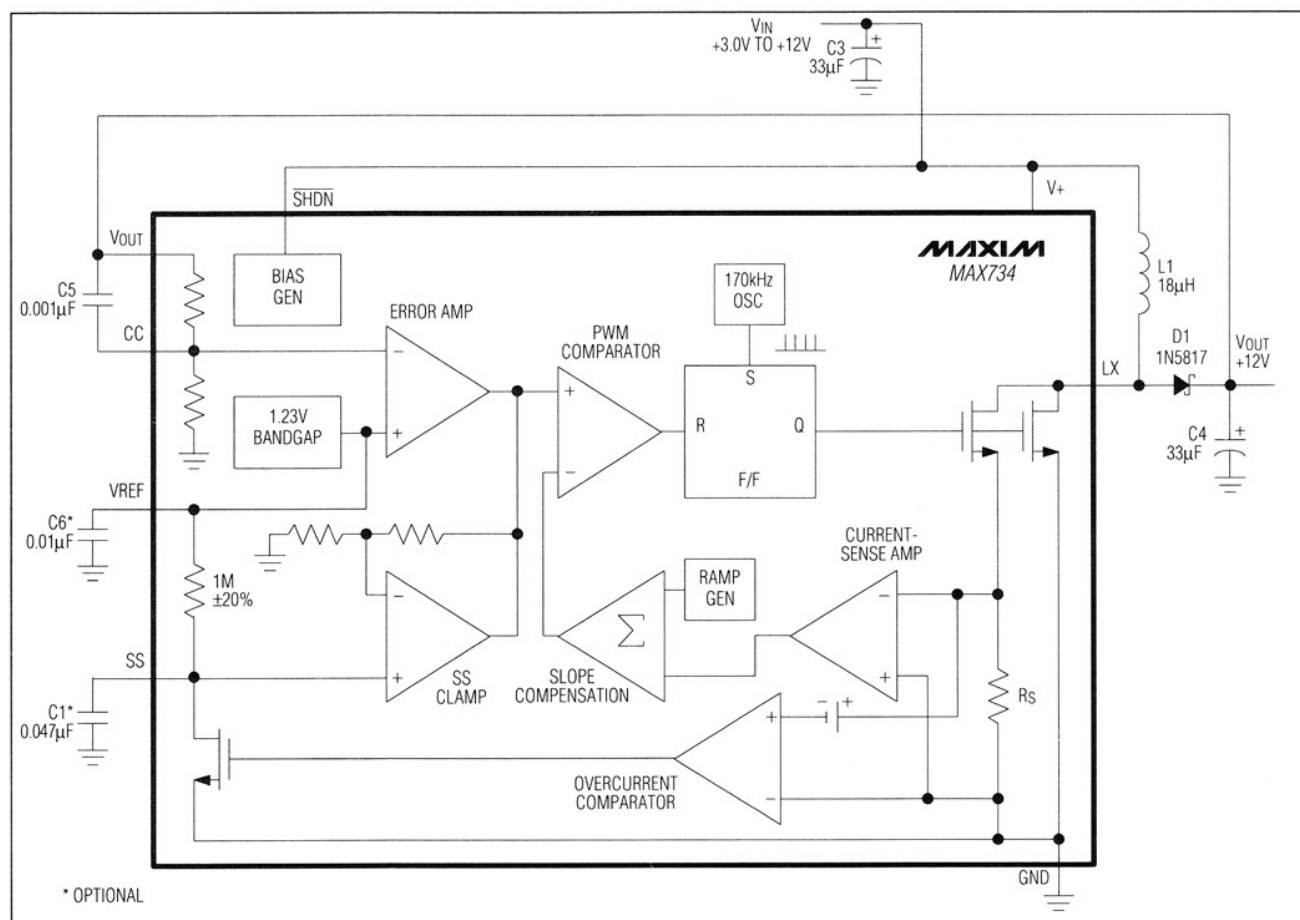 VIN
+3.0V TO +12V
C3
33µF
+
SHDN
V+
VOUT
MAXIM
MAX734
C5
0.001µF
CC
BIAS
GEN
ERROR AMP
170kHz
OSC
PWM
COMPARATOR
L1
18µH
D1
1N5817
VOUT
+12V
LX
1.23V
BANDGAP
−
+
+
−
S
R
Q
F/F
C4
33µF
+
VREF
C6*
0.01µF
1M
±20%
CURRENT-
SENSE AMP
RAMP
GEN
−
+
−
+
Σ
SS
SS
CLAMP
SLOPE
COMPENSATION
RS
C1*
0.047µF
+
− +
−
OVERCURRENT
COMPARATOR
GND
* OPTIONAL